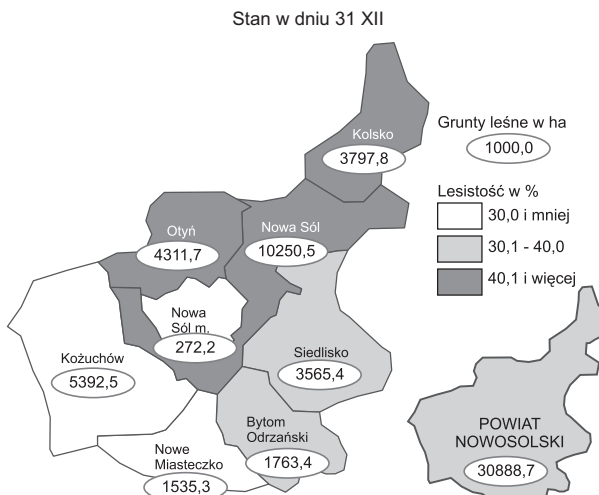 Stan w dniu 31 XII
Grunty leśne w ha
1000,0
Lesistość w %
30,0 i mniej
30,1 - 40,0
40,1 i więcej
Kolsko
3797,8
Otyń
4311,7
Nowa Sól
10250,5
Nowa
Sól m.
272,2
Kożuchów
5392,5
Siedlisko
3565,4
Bytom
Odrzański
1763,4
Nowe
Miasteczko
1535,3
POWIAT
NOWOSOLSKI
30888,7